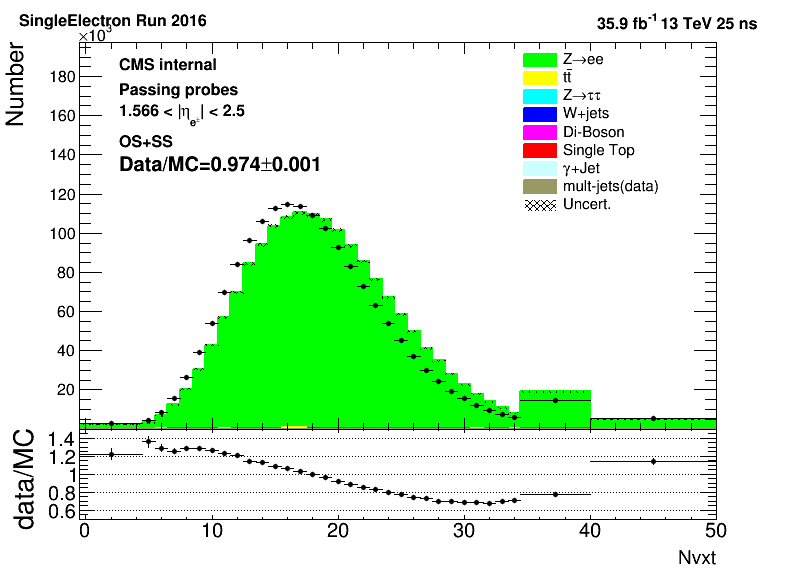 SingleElectron Run 2016
35.9 fb⁻¹ 13 TeV 25 ns
×10³
Number
CMS internal
Passing probes
1.566 < |η_e±| < 2.5
OS+SS
Data/MC=0.974±0.001
Z→ee
tt̄
Z→ττ
W+jets
Di-Boson
Single Top
γ+Jet
mult-jets(data)
Uncert.
180
160
140
120
100
80
60
40
20
data/MC
1.4
1.2
1
0.8
0.6
0 10 20 30 40 50
Nvxt